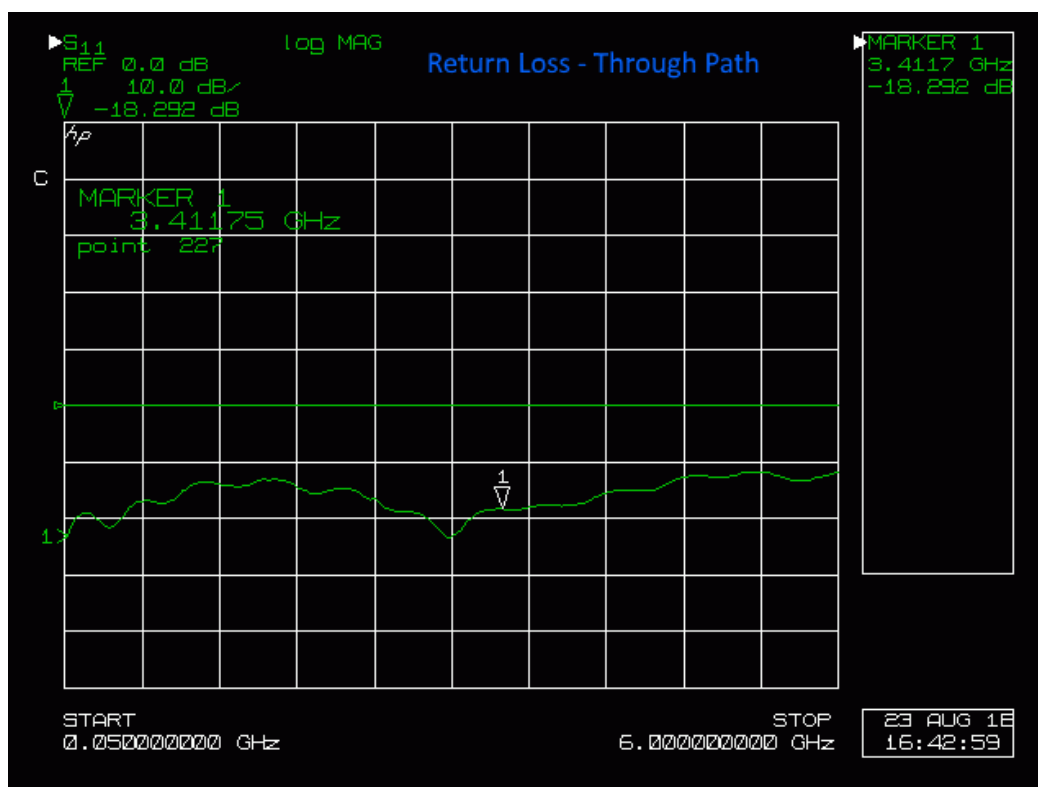 S11
log MAG
Return Loss - Through Path
REF 0.0 dB
1 10.0 dB/
-18.292 dB
MARKER 1
3.4117 GHz
-18.292 dB
hp
C
MARKER 1
3.41175 GHz
point 227
1
1
START
0.050000000 GHz
STOP
6.000000000 GHz
23 AUG
16:42:59